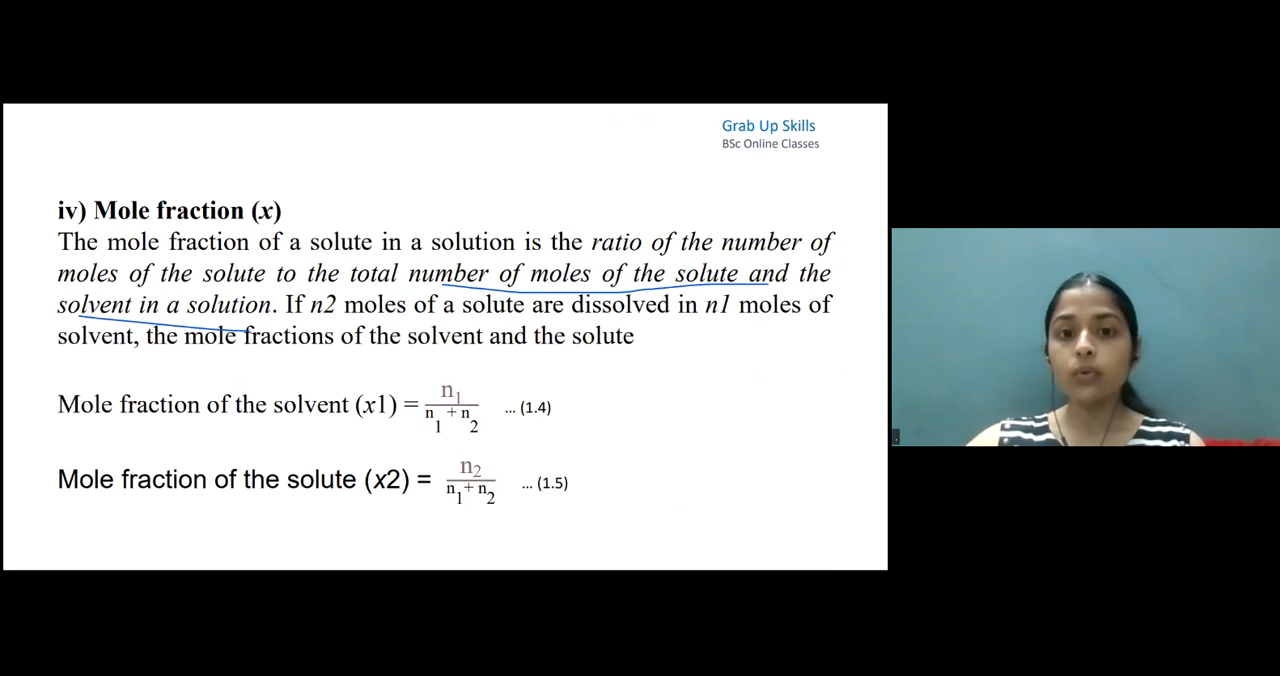 Grab Up Skills
BSc Online Classes
iv) Mole fraction (x)
The mole fraction of a solute in a solution is the ratio of the number of
moles of the solute to the total number of moles of the solute and the
solvent in a solution. If n2 moles of a solute are dissolved in n1 moles of
solvent, the mole fractions of the solvent and the solute
Mole fraction of the solvent (x1) = n₁/(n₁ + n₂) ... (1.4)
Mole fraction of the solute (x2) = n₂/(n₁ + n₂) ... (1.5)